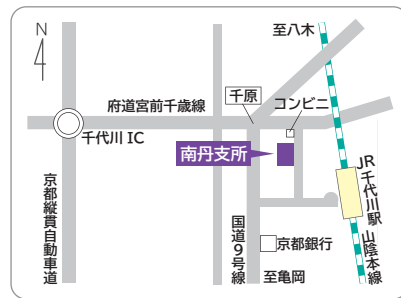 N
至八木
千原
コンビニ
府道宮前千歳線
千代川 IC
南丹支所
JR千代川駅
山陰本線
京都縦貫自動車道
国道9号線
京都銀行
至亀岡